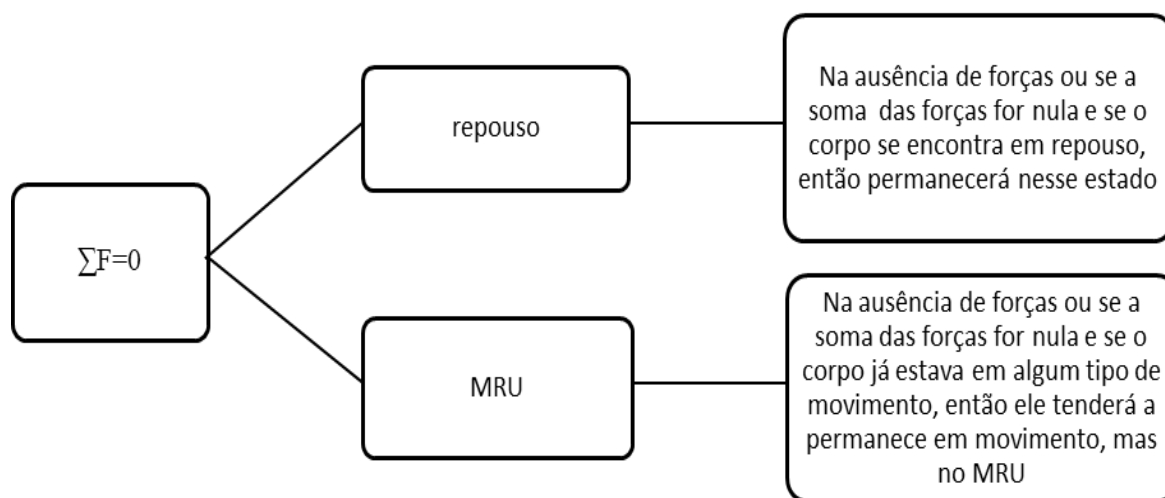 ∑F=0
repouso
Na ausência de forças ou se a
soma das forças for nula e se o
corpo se encontra em repouso,
então permanecerá nesse estado
MRU
Na ausência de forças ou se a
soma das forças for nula e se o
corpo já estava em algum tipo de
movimento, então ele tenderá a
permanece em movimento, mas
no MRU